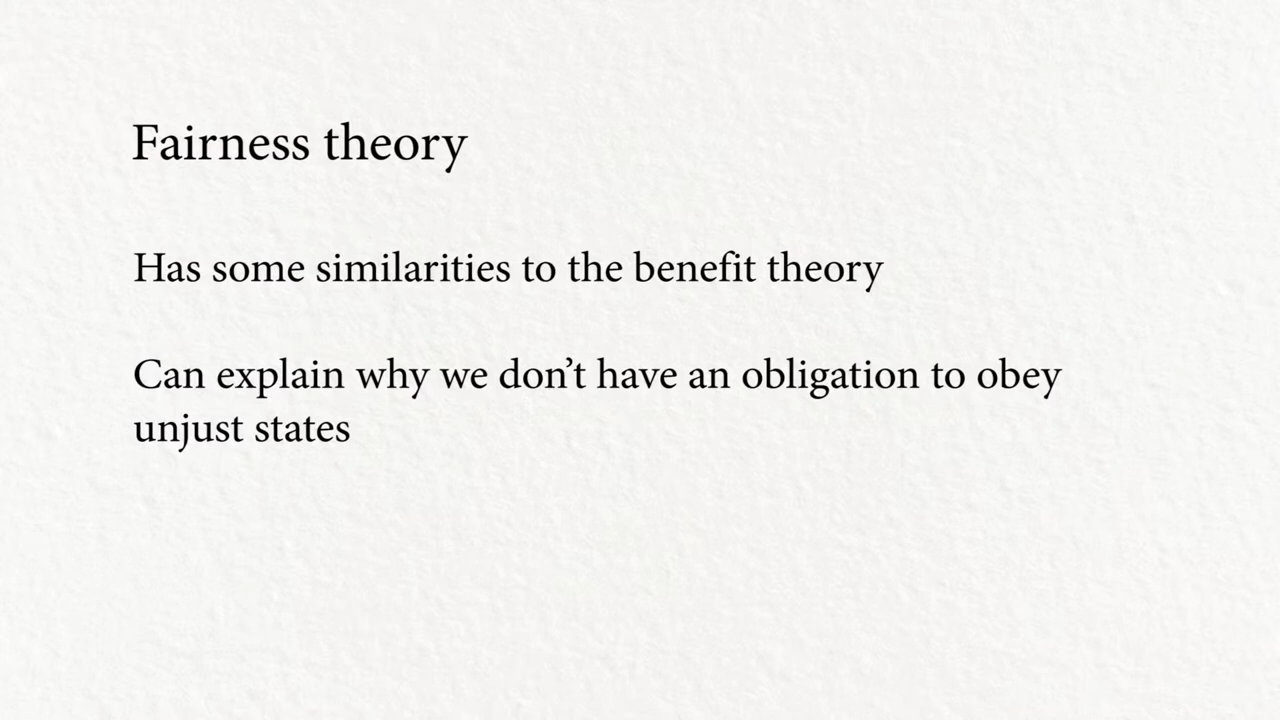 Fairness theory
Has some similarities to the benefit theory
Can explain why we don’t have an obligation to obey
unjust states